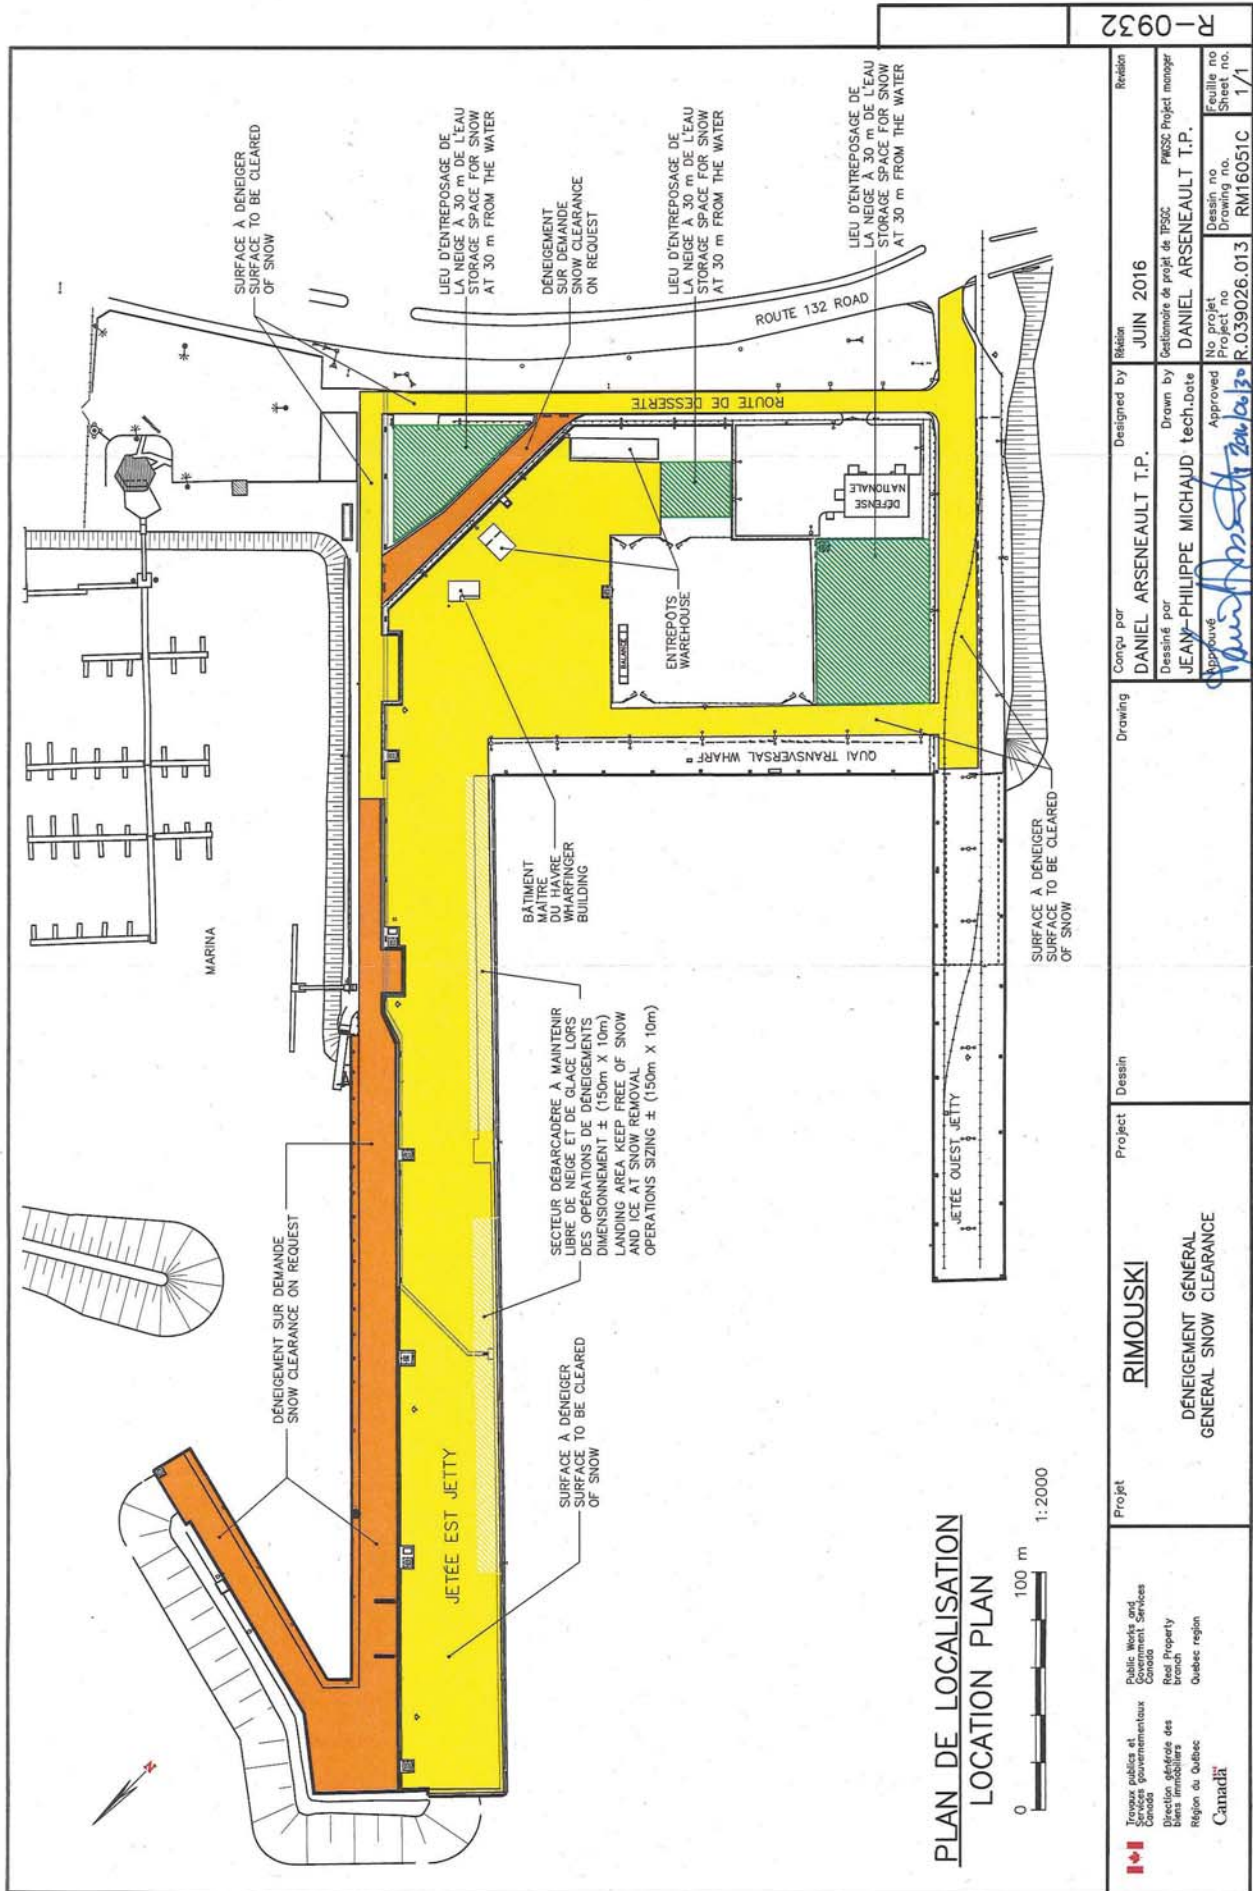 R-0932
SURFACE À DÉNEIGER
SURFACE TO BE CLEARED
OF SNOW
LIEU D'ENTREPOSAGE DE
LA NEIGE À 30 m DE L'EAU
STORAGE SPACE FOR SNOW
AT 30 m FROM THE WATER
DÉNEIGEMENT
SUR DEMANDE
SNOW CLEARANCE
ON REQUEST
LIEU D'ENTREPOSAGE DE
LA NEIGE À 30 m DE L'EAU
STORAGE SPACE FOR SNOW
AT 30 m FROM THE WATER
LIEU D'ENTREPOSAGE DE
LA NEIGE À 30 m DE L'EAU
STORAGE SPACE FOR SNOW
AT 30 m FROM THE WATER
ROUTE 132 ROAD
ROUTE DE DESSERTE
DÉFENSE
NATIONALE
ENTREPÔTS
WAREHOUSE
BALANCE
QUAI TRANSVERSAL WHARF
MARINA
BÂTIMENT
MAÎTRE
DU HAVRE
WHARFINGER
BUILDING
SURFACE À DÉNEIGER
SURFACE TO BE CLEARED
OF SNOW
SECTEUR DÉBARCADÈRE À MAINTENIR
LIBRE DE NEIGE ET DE GLACE LORS
DES OPÉRATIONS DE DÉNEIGEMENTS
DIMENSIONNEMENT ± (150m X 10m)
LANDING AREA KEEP FREE OF SNOW
AND ICE AT SNOW REMOVAL
OPERATIONS SIZING ± (150m X 10m)
JETÉE OUEST JETTY
DÉNEIGEMENT SUR DEMANDE
SNOW CLEARANCE ON REQUEST
SURFACE À DÉNEIGER
SURFACE TO BE CLEARED
OF SNOW
JETÉE EST JETTY
N
PLAN DE LOCALISATION
LOCATION PLAN
0 100 m
1:2000
Travaux publics et
Services gouvernementaux
Canada
Public Works and
Government Services
Canada
Direction générale des
biens immobiliers
Real Property
branch
Région du Québec
Quebec region
Canada
Projet Project
RIMOUSKI
DÉNEIGEMENT GÉNÉRAL
GENERAL SNOW CLEARANCE
Dessin Drawing
Conçu par Designed by
DANIEL ARSENEAULT T.P.
Dessiné par Drawn by
JEAN-PHILIPPE MICHAUD tech.Date
Approuvé Approved
2016/06/30
Révision Revision
JUIN 2016
Gestionnaire de projet de TPSGC PWGSC Project manager
DANIEL ARSENEAULT T.P.
No projet
Project no
R.039026.013
Dessin no
Drawing no.
RM16051C
Feuille no
Sheet no.
1/1